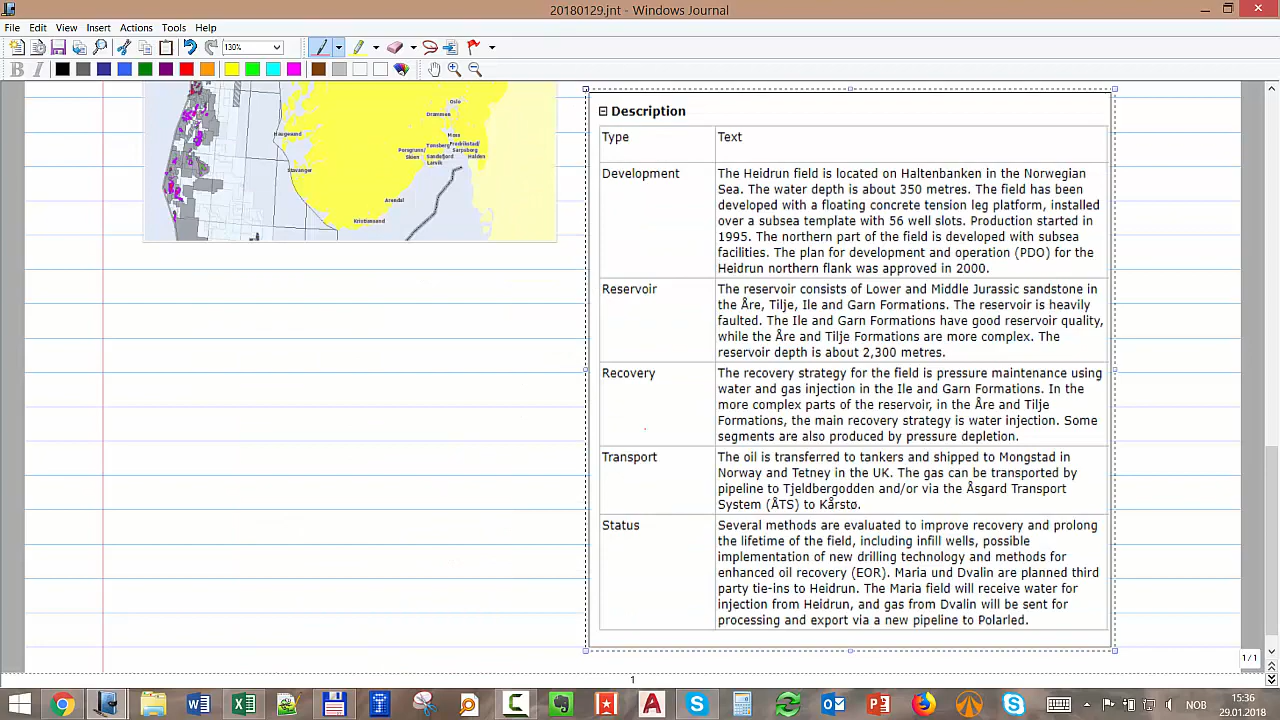 20180129.jnt - Windows Journal
File Edit View Insert Actions Tools Help
130%
B I
Oslo
Drammen
Moss
Haugesund
Tønsberg
Fredrikstad/
Sarpsborg
Porsgrunn/
Skien
Sandefjord
Larvik
Halden
Stavanger
Arendal
Kristiansand
Description
Type Text
Development The Heidrun field is located on Haltenbanken in the Norwegian
Sea. The water depth is about 350 metres. The field has been
developed with a floating concrete tension leg platform, installed
over a subsea template with 56 well slots. Production started in
1995. The northern part of the field is developed with subsea
facilities. The plan for development and operation (PDO) for the
Heidrun northern flank was approved in 2000.
Reservoir The reservoir consists of Lower and Middle Jurassic sandstone in
the Åre, Tilje, Ile and Garn Formations. The reservoir is heavily
faulted. The Ile and Garn Formations have good reservoir quality,
while the Åre and Tilje Formations are more complex. The
reservoir depth is about 2,300 metres.
Recovery The recovery strategy for the field is pressure maintenance using
water and gas injection in the Ile and Garn Formations. In the
more complex parts of the reservoir, in the Åre and Tilje
Formations, the main recovery strategy is water injection. Some
segments are also produced by pressure depletion.
Transport The oil is transferred to tankers and shipped to Mongstad in
Norway and Tetney in the UK. The gas can be transported by
pipeline to Tjeldbergodden and/or via the Åsgard Transport
System (ÅTS) to Kårstø.
Status Several methods are evaluated to improve recovery and prolong
the lifetime of the field, including infill wells, possible
implementation of new drilling technology and methods for
enhanced oil recovery (EOR). Maria und Dvalin are planned third
party tie-ins to Heidrun. The Maria field will receive water for
injection from Heidrun, and gas from Dvalin will be sent for
processing and export via a new pipeline to Polarled.
1/1
1
NOB
15:36
29.01.2018